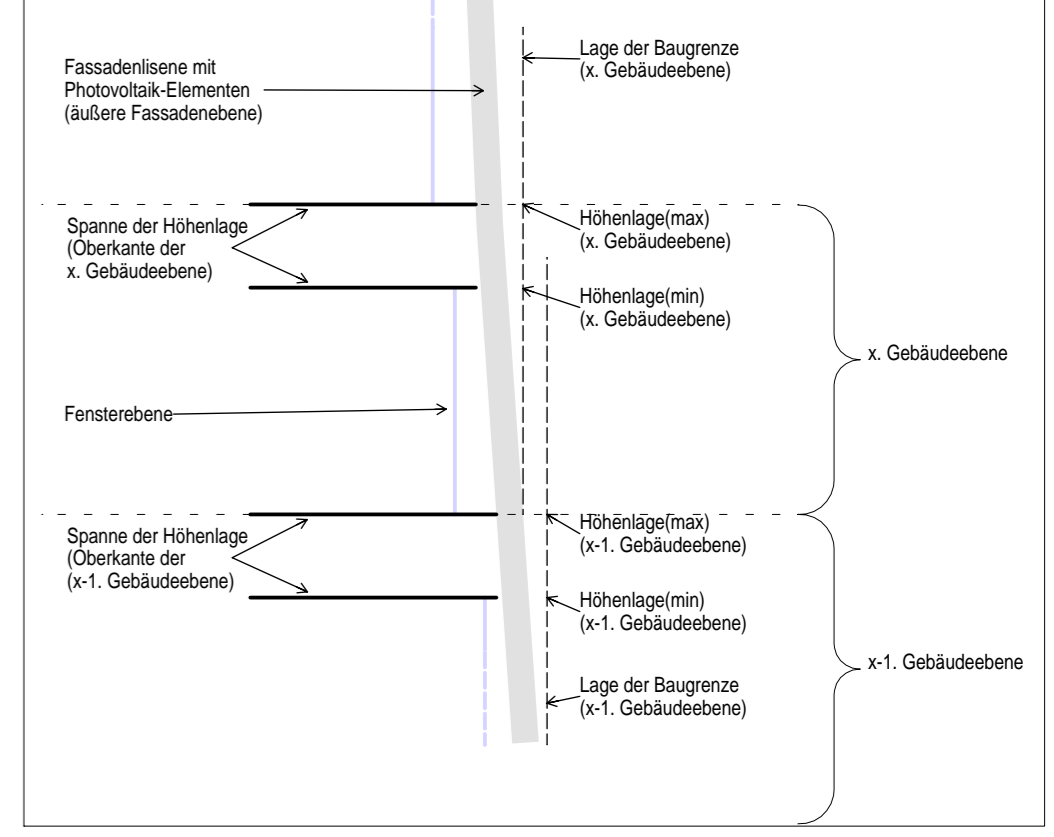 Lage der Baugrenze
(x. Gebäudeebene)
Fassadenlisene mit
Photovoltaik-Elementen
(äußere Fassadenebene)
Spanne der Höhenlage
(Oberkante der
x. Gebäudeebene)
Höhenlage(max)
(x. Gebäudeebene)
Höhenlage(min)
(x. Gebäudeebene)
x. Gebäudeebene
Fensterebene
Spanne der Höhenlage
(Oberkante der
(x-1. Gebäudeebene)
Höhenlage(max)
(x-1. Gebäudeebene)
Höhenlage(min)
(x-1. Gebäudeebene)
x-1. Gebäudeebene
Lage der Baugrenze
(x-1. Gebäudeebene)